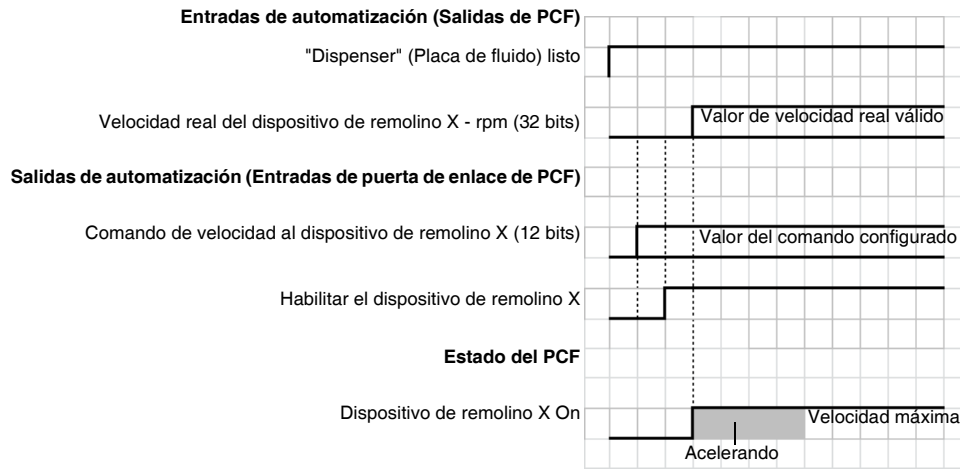 Entradas de automatización (Salidas de PCF)
"Dispenser" (Placa de fluido) listo
Velocidad real del dispositivo de remolino X - rpm (32 bits)
Valor de velocidad real válido
Salidas de automatización (Entradas de puerta de enlace de PCF)
Comando de velocidad al dispositivo de remolino X (12 bits)
Valor del comando configurado
Habilitar el dispositivo de remolino X
Estado del PCF
Dispositivo de remolino X On
Velocidad máxima
Acelerando